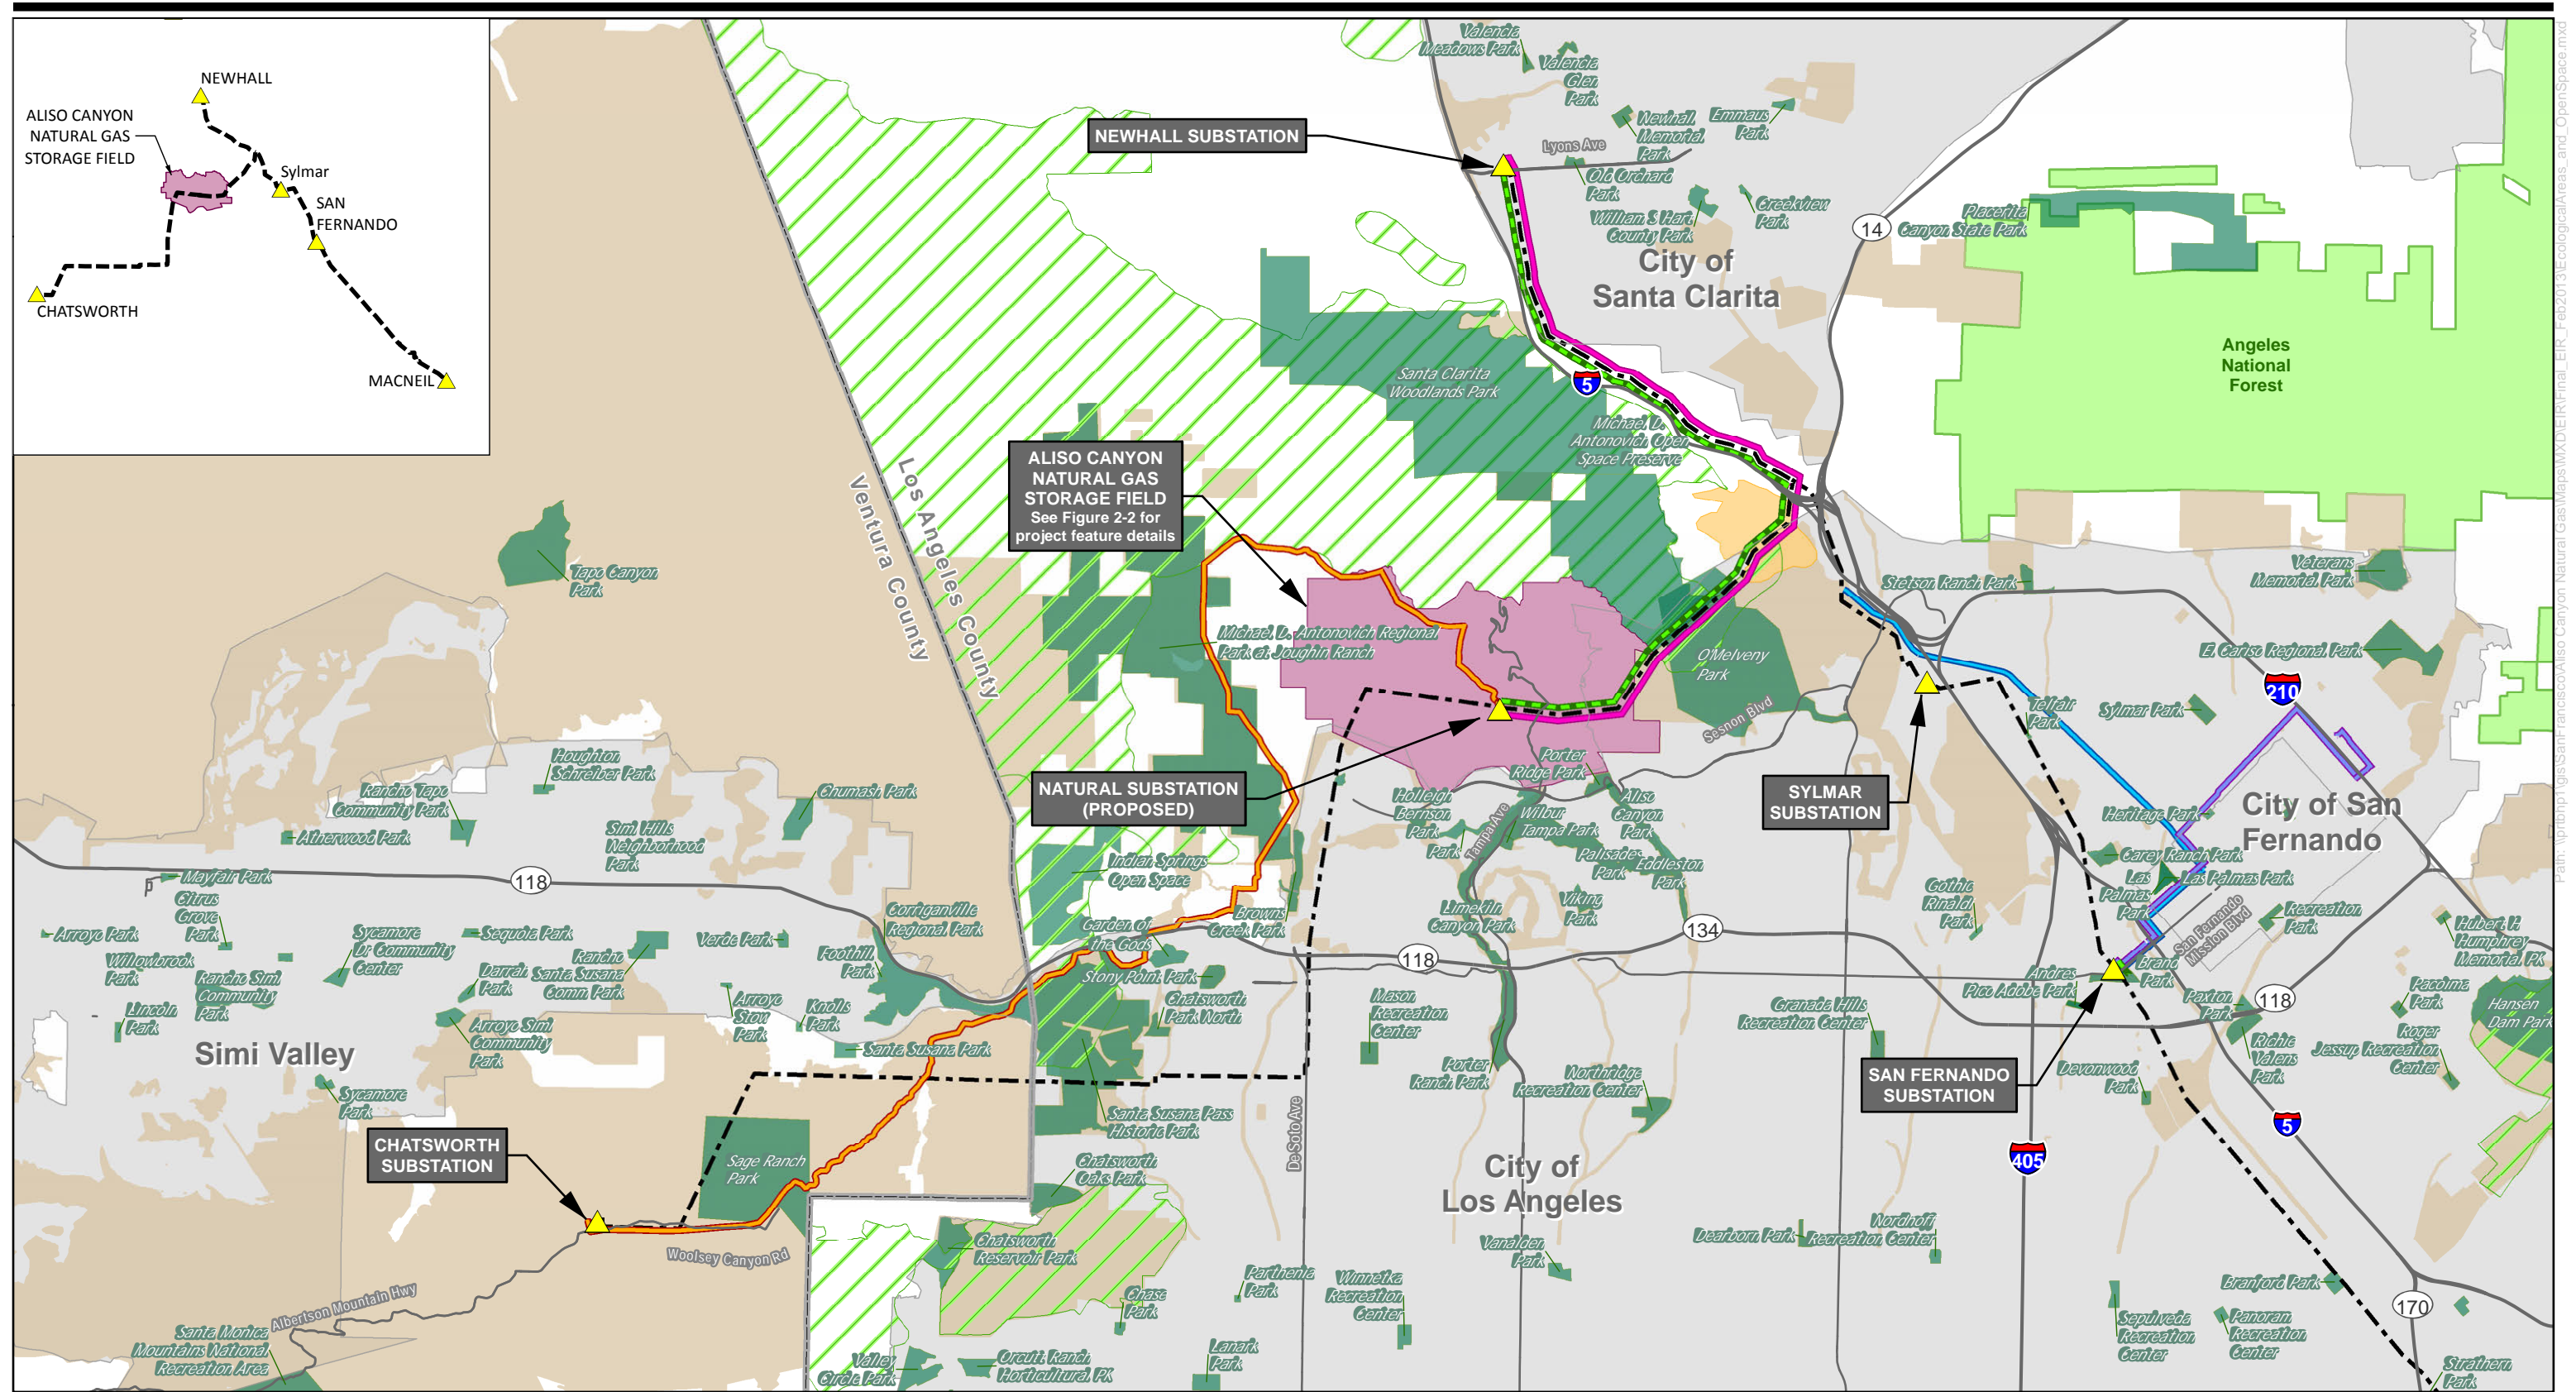 NEWHALL
ALISO CANYON
NATURAL GAS
STORAGE FIELD
Sylmar
SAN
FERNANDO
CHATSWORTH
MACNEIL
Valencia
Meadows Park
Valencia
Glen
Park
Newhall
Memorial
Park
Emmaus
Park
NEWHALL SUBSTATION
Lyons Ave
Old Orchard
Park
William S Hart
County Park
Creekview
Park
City of
Santa Clarita
14
Placerita
Canyon State Park
Angeles
National
Forest
Santa Clarita
Woodlands Park
5
Michael D.
Antonovich Open
Space Preserve
ALISO CANYON
NATURAL GAS
STORAGE FIELD
See Figure 2-2 for
project feature details
Los Angeles County
Ventura County
Tapo Canyon
Park
Michael D. Antonovich Regional
Park at Joughin Ranch
O'Melveny
Park
Sesnon Blvd
Stetson Ranch Park
Veterans
Memorial Park
El Cariso Regional Park
210
Telfair
Park
Sylmar Park
NATURAL SUBSTATION
(PROPOSED)
SYLMAR
SUBSTATION
Porter
Ridge Park
Holleigh
Bernson
Park
Park
Tampa Ave
Wilbur
Tampa Park
Aliso
Canyon
Park
Palisades
Park
Eddleston
Park
Viking
Park
Limekiln
Canyon Park
Heritage Park
City of San
Fernando
Carey Ranch Park
Las
Palmas
Park
Las Palmas Park
San Fernando
Mission Blvd
Recreation
Park
Hubert H
Humphrey
Memorial PK
Gothic
Rinaldi
Park
Houghton
Schreiber Park
Rancho Tapo
Community Park
Atherwood Park
Simi Hills
Neighborhood
Park
Chumash Park
118
Mayfair Park
Citrus
Grove
Park
Arroyo Park
Willowbrook
Park
Lincoln
Park
Rancho Simi
Community
Park
Sycamore
Dr Community
Center
Sequoia Park
Darrah
Park
Rancho
Santa Susana
Comm Park
Verde Park
Foothill
Park
Corriganville
Regional Park
Arroyo Simi
Community
Park
Arroyo
Stow
Park
Knolls
Park
Santa Susana Park
Simi Valley
Sycamore
Park
Indian Springs
Open Space
Garden of
the Gods
Browns
Creek Park
Stony Point Park
Chatsworth
Park North
118
134
Mason
Recreation
Center
Granada Hills
Recreation Center
Andres
Pico Adobe Park
Brand
Park
Paxton
Park
118
Pacoima
Park
Hansen
Dam Park
Richie
Valens
Park
Roger
Jessup Recreation
Center
Porter
Ranch Park
Northridge
Recreation Center
SAN FERNANDO
SUBSTATION
Devonwood
Park
5
405
Santa Susana Pass
Historic Park
De Soto Ave
CHATSWORTH
SUBSTATION
Sage Ranch
Park
Chatsworth
Oaks Park
City of
Los Angeles
Woolsey Canyon Rd
Albertson Mountain Hwy
Santa Monica
Mountains National
Recreation Area
Chatsworth
Reservoir Park
Chase
Park
Parthenia
Park
Winnetka
Recreation
Center
Vanalden
Park
Dearborn Park
Nordhoff
Recreation Center
Branford Park
170
Sepulveda
Recreation
Center
Panoram
Recreation
Center
Strathern
Park
Valley
Circle Park
Orcutt Ranch
Horticultural PK
Lanark
Park